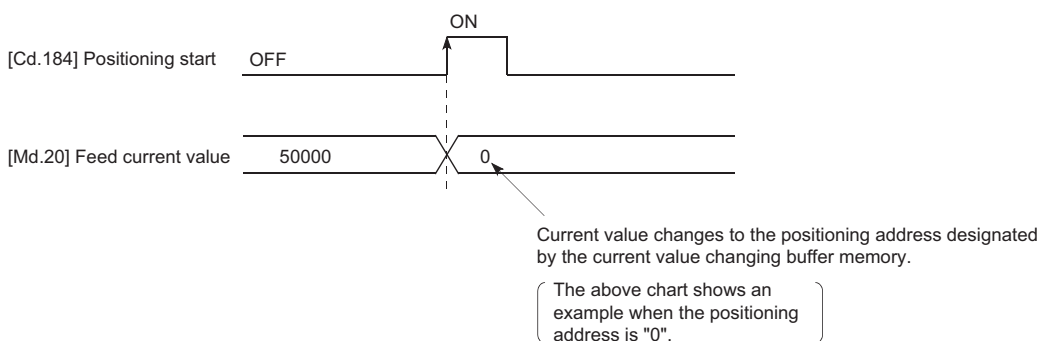 ON
[Cd.184] Positioning start OFF
[Md.20] Feed current value 50000 0
Current value changes to the positioning address designated
by the current value changing buffer memory.
The above chart shows an
example when the positioning
address is "0".